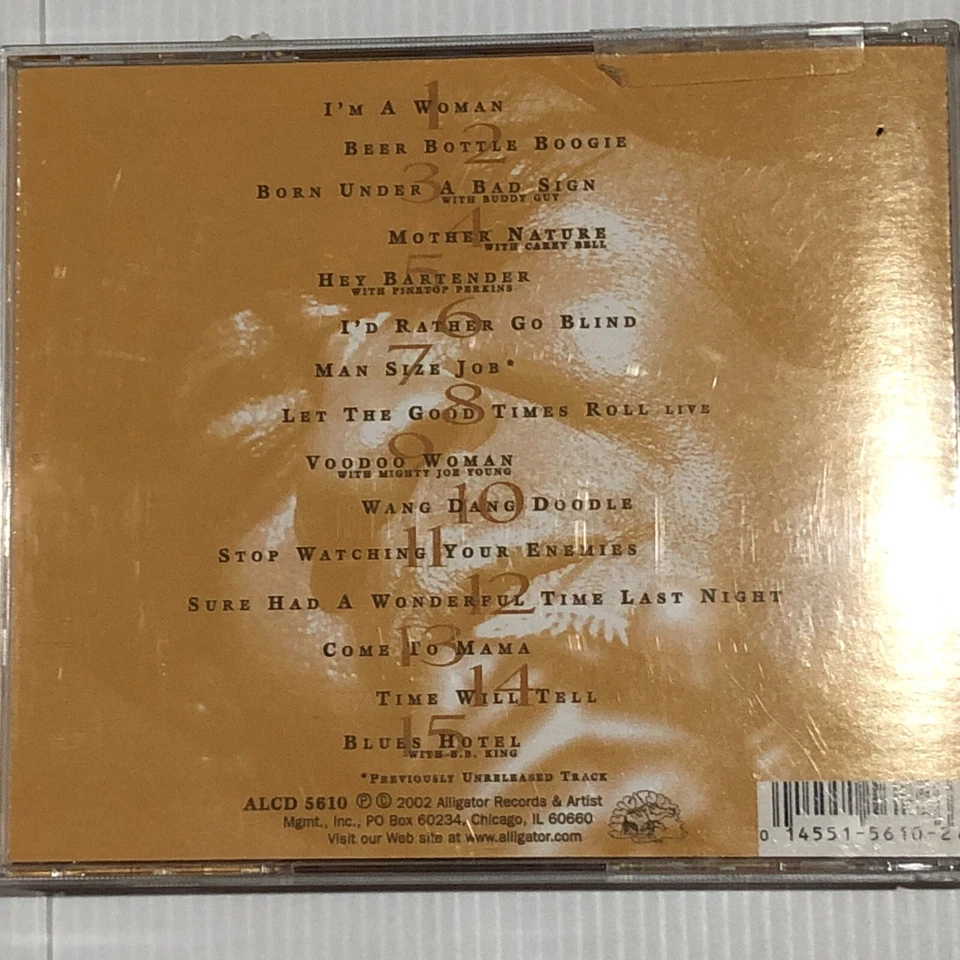 1 I'M A WOMAN
2 BEER BOTTLE BOOGIE
3 BORN UNDER A BAD SIGN
WITH BUDDY GUY
4 MOTHER NATURE
WITH CAREY BELL
5 HEY BARTENDER
WITH PINETOP PERKINS
6 I'D RATHER GO BLIND
7 MAN SIZE JOB*
8 LET THE GOOD TIMES ROLL LIVE
9 VOODOO WOMAN
WITH MIGHTY JOE YOUNG
10 WANG DANG DOODLE
11 STOP WATCHING YOUR ENEMIES
12 SURE HAD A WONDERFUL TIME LAST NIGHT
13 COME TO MAMA
14 TIME WILL TELL
15 BLUES HOTEL
WITH B.B. KING
*PREVIOUSLY UNRELEASED TRACK
ALCD 5610 ℗ © 2002 Alligator Records & Artist
Mgmt., Inc., PO Box 60234, Chicago, IL 60660
Visit our Web site at www.alligator.com
0 14551-5610-2